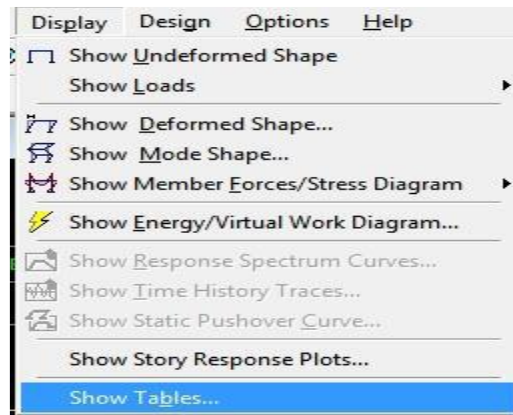 Display Design Options Help
Show Undeformed Shape
Show Loads
Show Deformed Shape...
Show Mode Shape...
Show Member Forces/Stress Diagram
Show Energy/Virtual Work Diagram...
Show Response Spectrum Curves...
Show Time History Traces...
Show Static Pushover Curve...
Show Story Response Plots...
Show Tables...